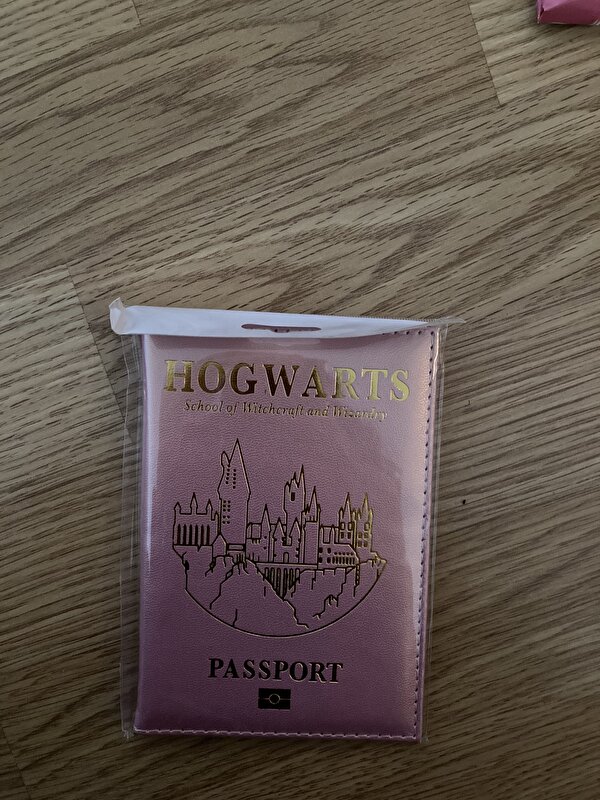 HOGWARTS
School of Witchcraft and Wizardry
PASSPORT